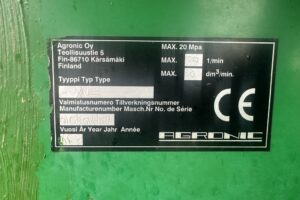 Agronic Oy
Teollisuustie 5
Fin-86710 Kärsämäki
Finland
MAX. 20 Mpa
MAX. 1/min
MAX. dm³/min.
Tyyppi Typ Type
Valmistusnumero Tillverkningsnummer
Manufacturenumber Masch.Nr No. de Série
Vuosi År Year Jahr Année
CE
AGRONIC